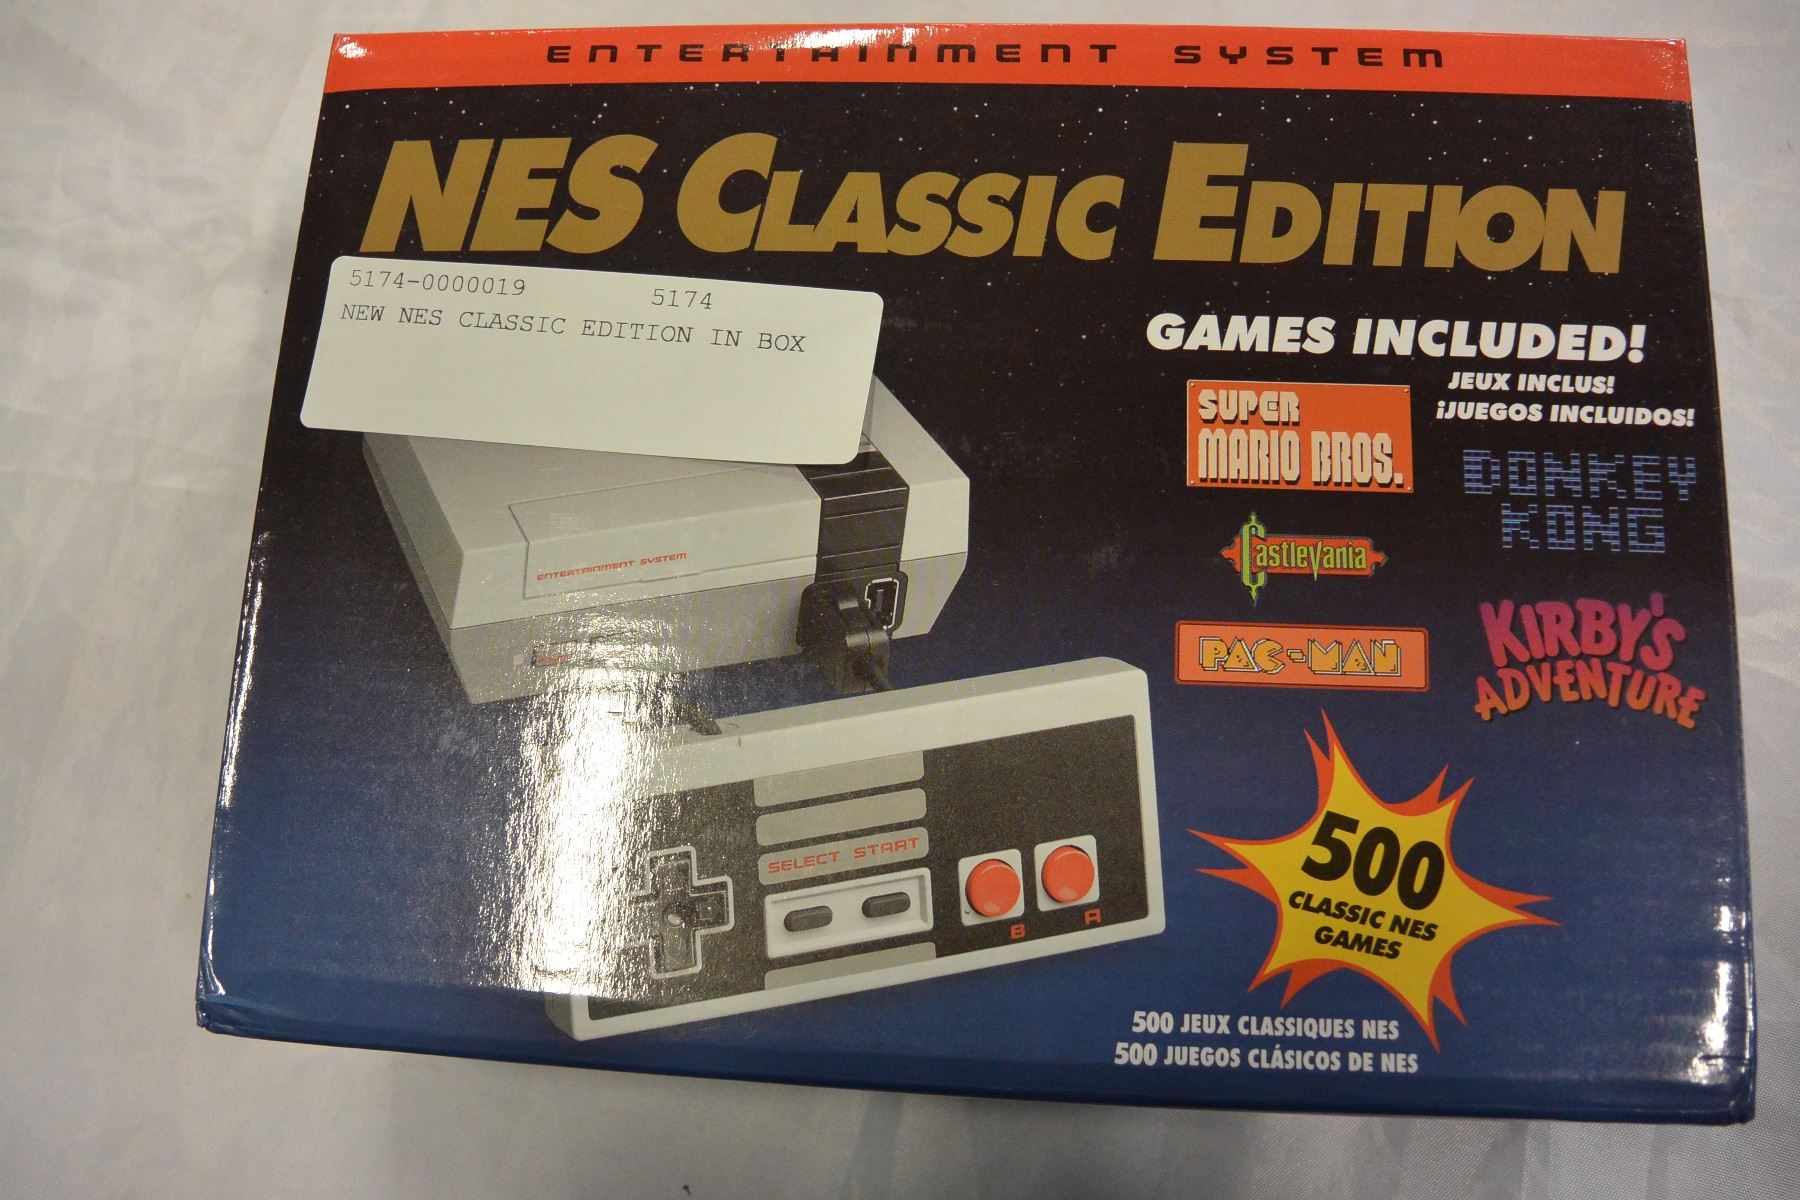 ENTERTAINMENT SYSTEM
NES CLASSIC EDITION
5174-0000019 5174
NEW NES CLASSIC EDITION IN BOX
GAMES INCLUDED!
JEUX INCLUS!
¡JUEGOS INCLUIDOS!
SUPER
MARIO BROS.
DONKEY
KONG
CASTLEVANIA
PAC-MAN
KIRBY'S
ADVENTURE
ENTERTAINMENT SYSTEM
SELECT START
B A
500
CLASSIC NES
GAMES
500 JEUX CLASSIQUES NES
500 JUEGOS CLÁSICOS DE NES